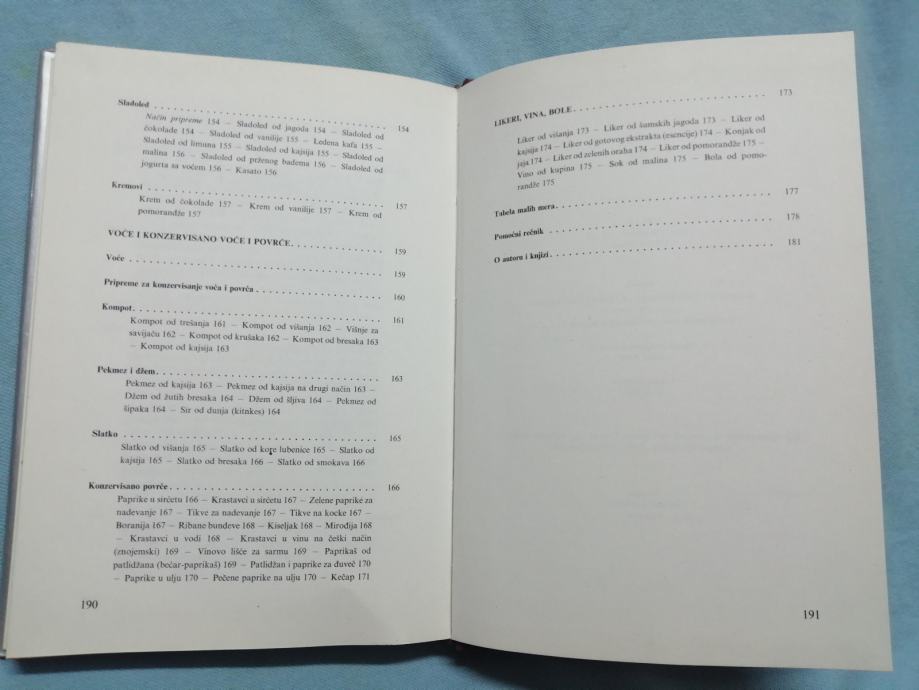 Sladoled . . . . . . . . . . . . . . . . . . . . . . . . . . . . 154
Način pripreme 154 — Sladoled od jagoda 154 — Sladoled od
čokolade 154 — Sladoled od vanilije 155 — Ledena kafa 155 —
Sladoled od limuna 155 — Sladoled od kajsija 155 — Sladoled od
malina 156 — Sladoled od prženog badema 156 — Sladoled od
jogurta sa voćem 156 — Kasato 156
Kremovi . . . . . . . . . . . . . . . . . . . . . . . . . . . . 157
Krem od čokolade 157 — Krem od vanilije 157 — Krem od
pomorandže 157
VOĆE I KONZERVISANO VOĆE I POVRĆE. . . . . . . . . . . . 159
Voće . . . . . . . . . . . . . . . . . . . . . . . . . . . . 159
Pripreme za konzervisanje voća i povrća . . . . . . . . . . . . 160
Kompot. . . . . . . . . . . . . . . . . . . . . . . . . . . . 161
Kompot od trešanja 161 — Kompot od višanja 162 — Višnje za
savijaču 162 — Kompot od krušaka 162 — Kompot od bresaka 163
— Kompot od kajsija 163
Pekmez i džem. . . . . . . . . . . . . . . . . . . . . . . . 163
Pekmez od kajsija 163 — Pekmez od kajsija na drugi način 163 —
Džem od žutih bresaka 164 — Džem od šljiva 164 — Pekmez od
šipaka 164 — Sir od dunja (kitnkes) 164
Slatko . . . . . . . . . . . . . . . . . . . . . . . . . . . . 165
Slatko od višanja 165 — Slatko od kore lubenice 165 — Slatko od
kajsija 165 — Slatko od bresaka 166 — Slatko od smokava 166
Konzervisano povrće. . . . . . . . . . . . . . . . . . . . . 166
Paprike u sirćetu 166 — Krastavci u sirćetu 167 — Zelene paprike za
nadevanje 167 — Tikve za nadevanje 167 — Tikve na kocke 167 —
Boranija 167 — Ribane bundeve 168 — Kiseljak 168 — Mirođija 168
— Krastavci u vodi 168 — Krastavci u vinu na češki način
(znojemski) 169 — Vinovo lišće za sarmu 169 — Paprikaš od
patlidžana (bećar-paprikaš) 169 — Patlidžan i paprike za đuveč 170
— Paprike u ulju 170 — Pečene paprike na ulju 170 — Kečap 171
190
LIKERI, VINA, BOLE. . . . . . . . . . . . . . . . . . . . . . 173
Liker od višanja 173 — Liker od šumskih jagoda 173 — Liker od
kajsija 174 — Liker od gotovog ekstrakta (esencije) 174 — Konjak od
jaja 174 — Liker od zelenih oraha 174 — Liker od pomorandže 175 —
Vino od kupina 175 — Sok od malina 175 — Bola od pomo-
randže 175
Tabela malih mera. . . . . . . . . . . . . . . . . . . . . . 177
Pomoćni rečnik . . . . . . . . . . . . . . . . . . . . . . . 178
O autoru i knjizi. . . . . . . . . . . . . . . . . . . . . . . 181
191